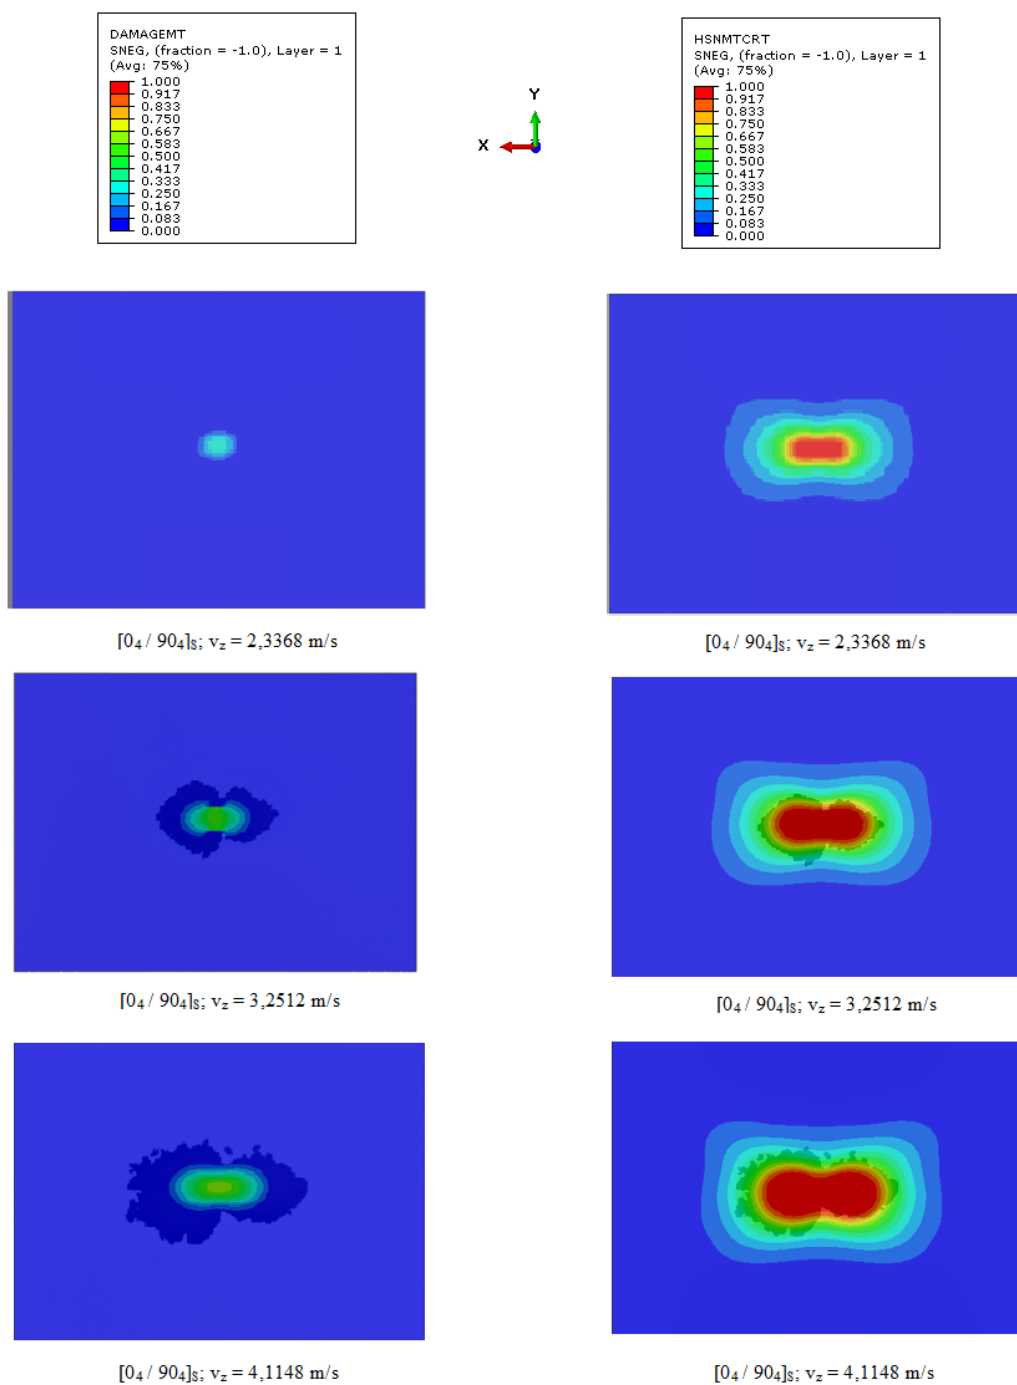 DAMAGEMT
SNEG, (fraction = -1.0), Layer = 1
(Avg: 75%)
1.000
0.917
0.833
0.750
0.667
0.583
0.500
0.417
0.333
0.250
0.167
0.083
0.000
Y
X
HSNMTCRT
SNEG, (fraction = -1.0), Layer = 1
(Avg: 75%)
1.000
0.917
0.833
0.750
0.667
0.583
0.500
0.417
0.333
0.250
0.167
0.083
0.000
[0₄ / 90₄]s; v_z = 2,3368 m/s
[0₄ / 90₄]s; v_z = 2,3368 m/s
[0₄ / 90₄]s; v_z = 3,2512 m/s
[0₄ / 90₄]s; v_z = 3,2512 m/s
[0₄ / 90₄]s; v_z = 4,1148 m/s
[0₄ / 90₄]s; v_z = 4,1148 m/s